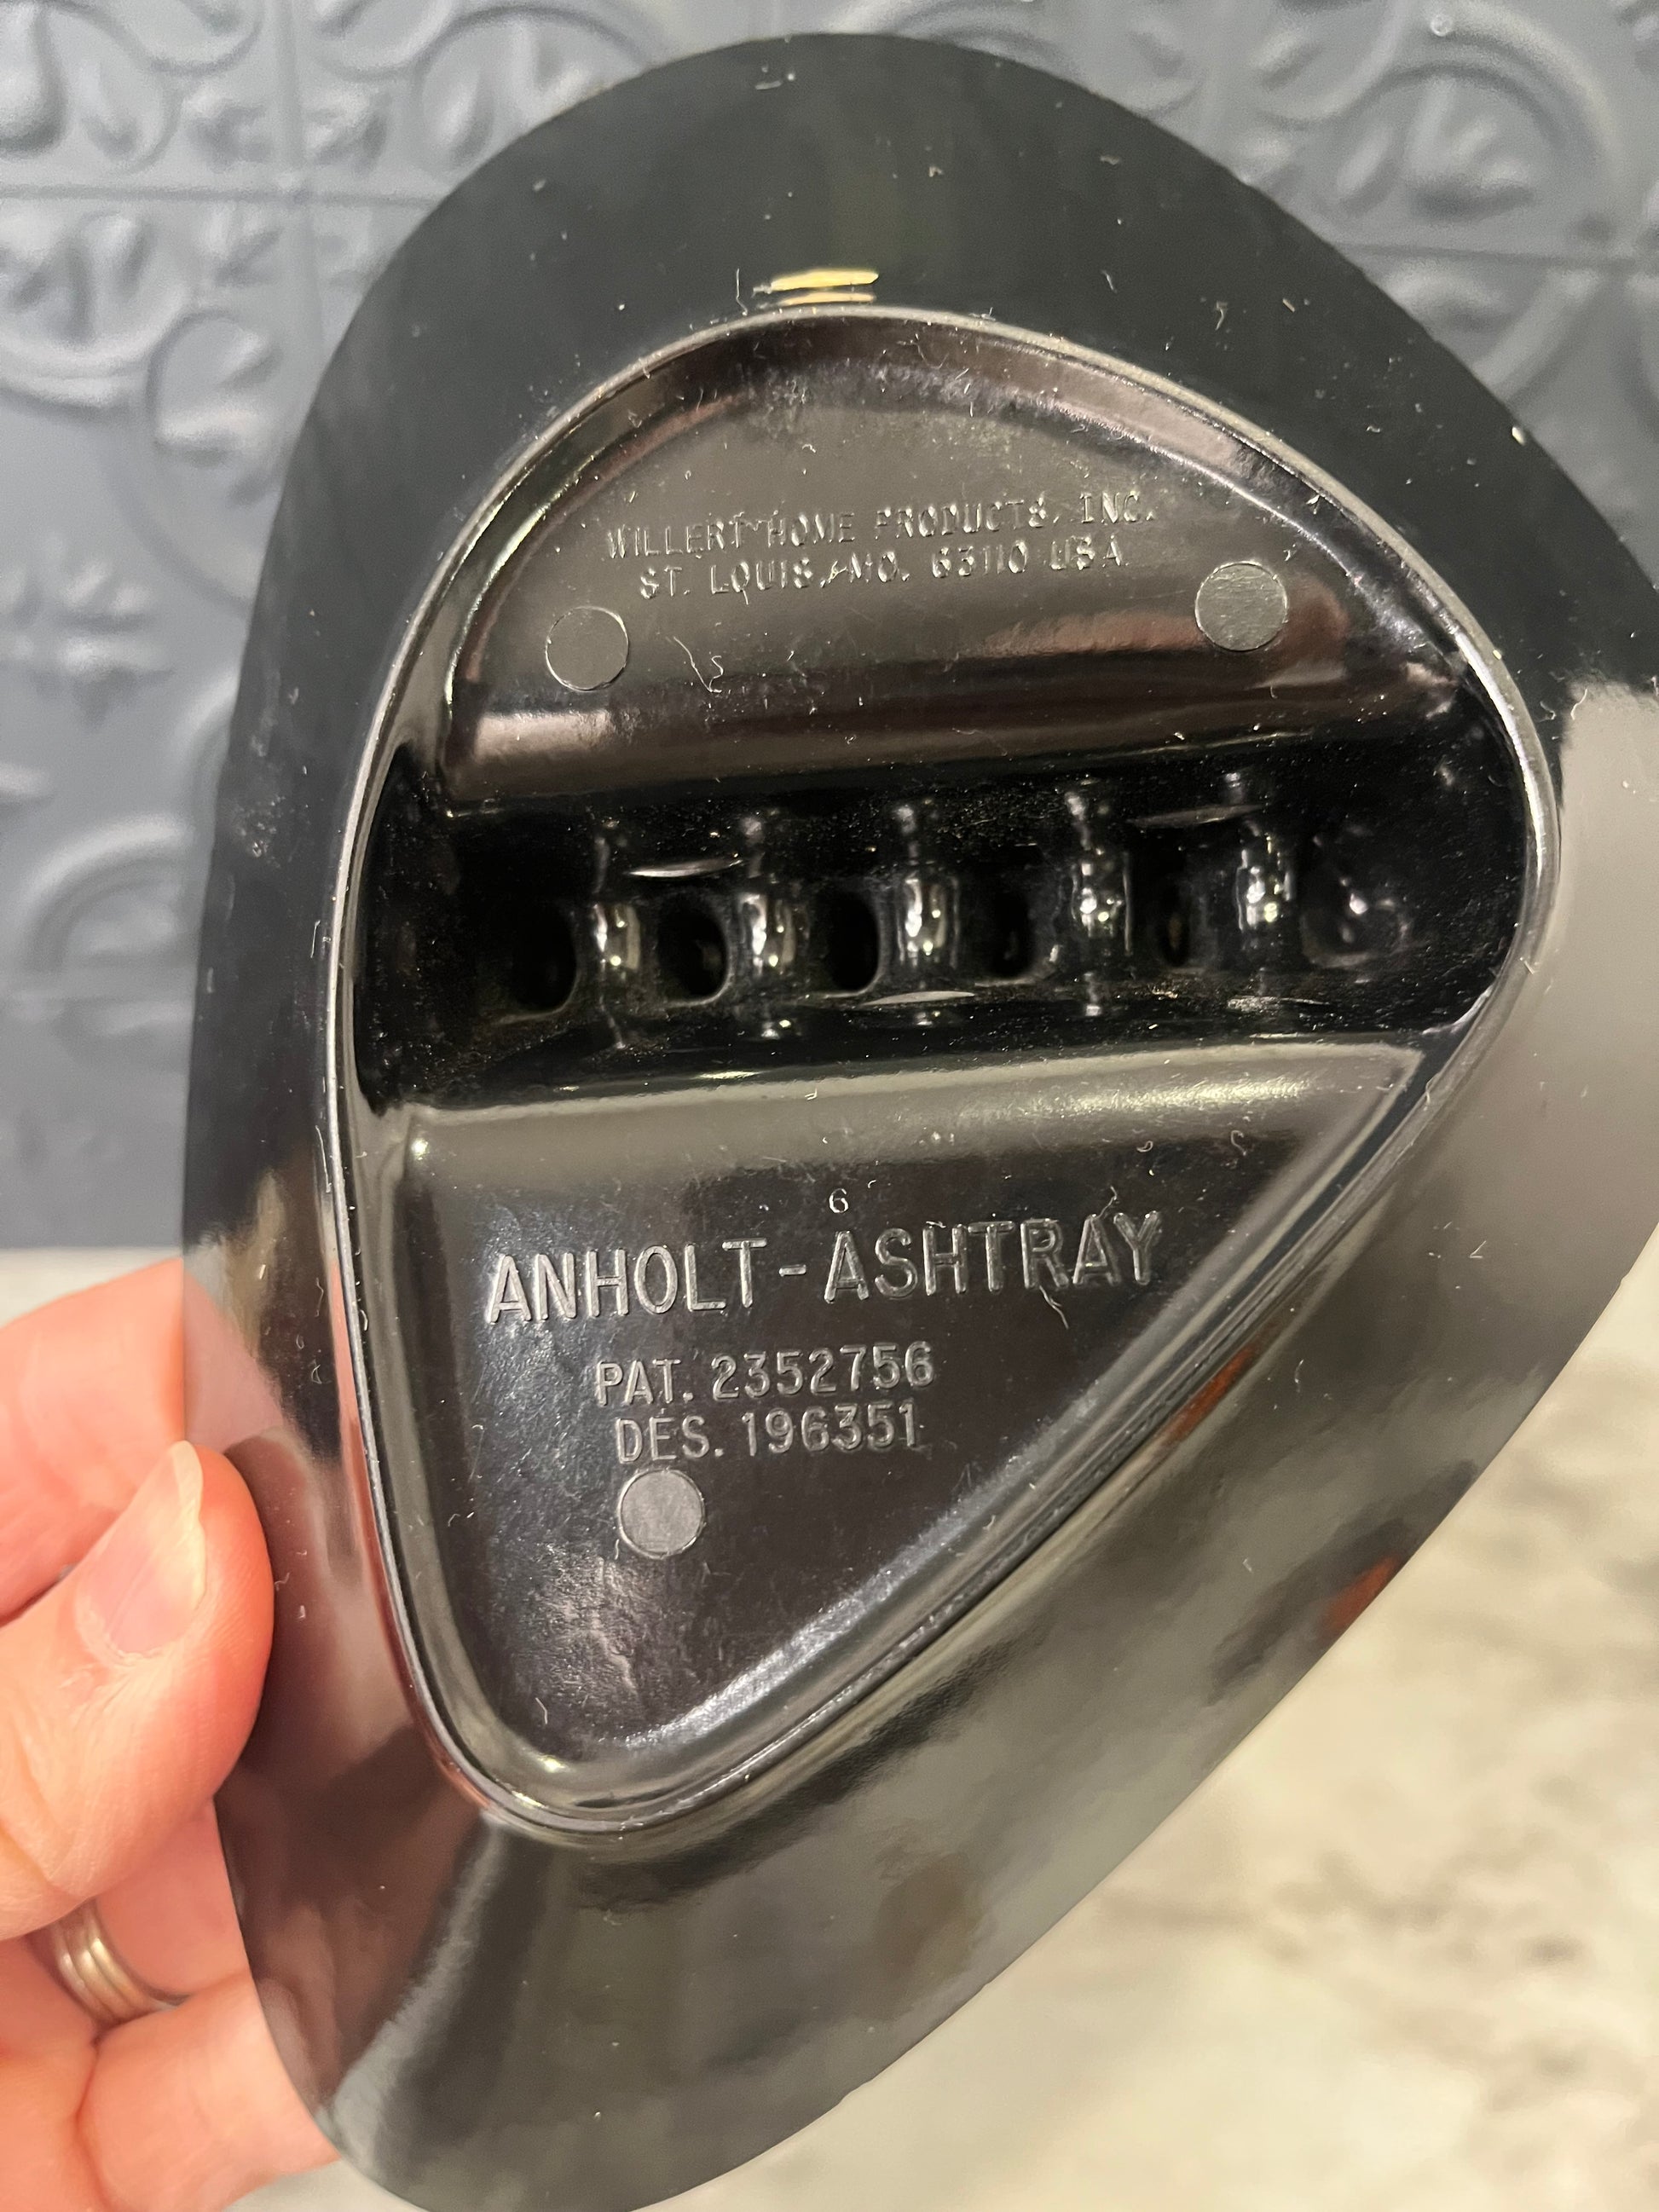 WILLERT HOME PRODUCTS, INC.
ST. LOUIS, MO. 63110 USA
6
ANHOLT-ASHTRAY
PAT. 2352756
DES. 196351